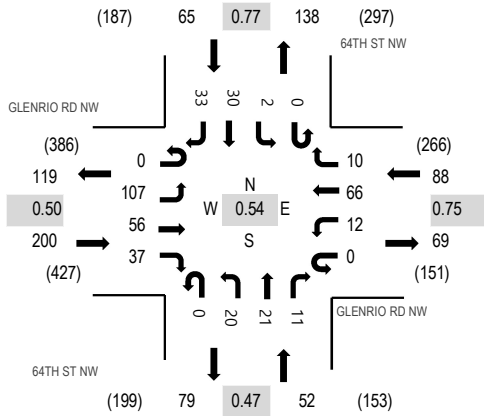 (187) 65 0.77 138 (297)
64TH ST NW
GLENRIO RD NW
33 30 2 0
(386) (266)
119 0 10 88
107 N 66
0.50 W 0.54 E 0.75
56 S 12
200 37 0 69
(427) (151)
0 20 21 11
GLENRIO RD NW
64TH ST NW
(199) 79 0.47 52 (153)